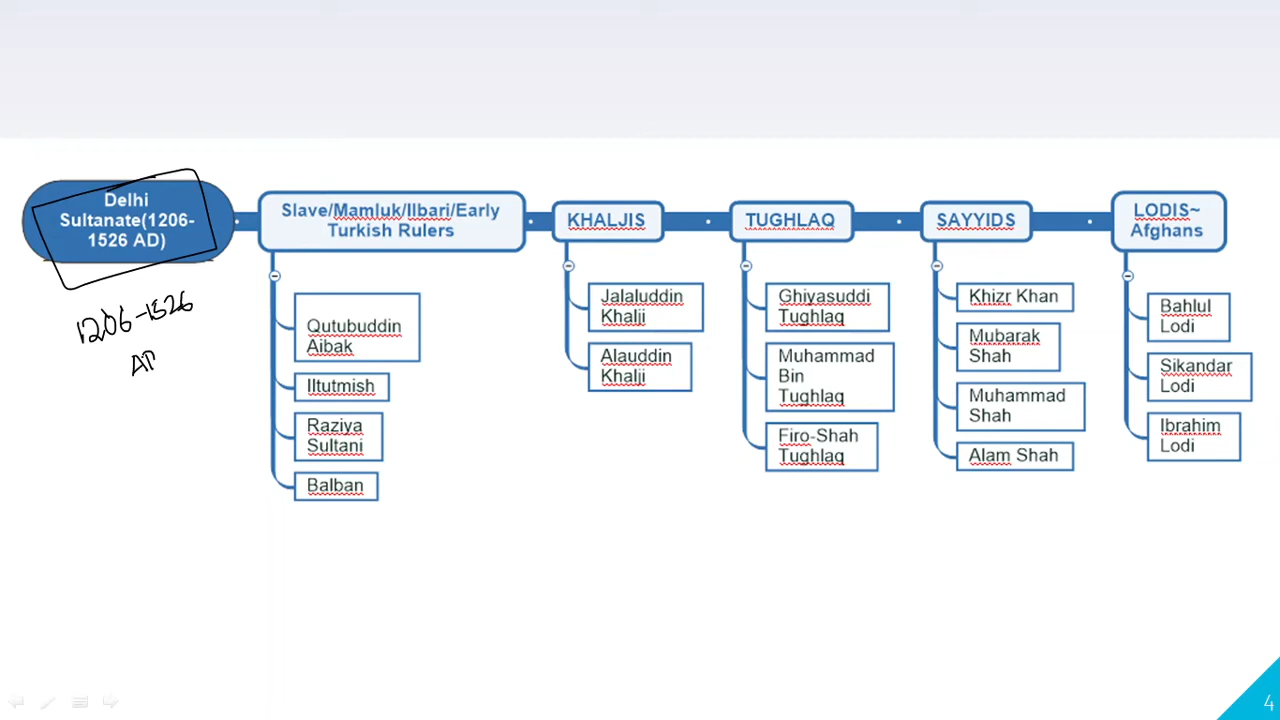 Delhi
Sultanate(1206-
1526 AD)
1206-1526
AD
Slave/Mamluk/Ilbari/Early
Turkish Rulers
Qutubuddin
Aibak
Iltutmish
Raziya
Sultani
Balban
KHALJIS
Jalaluddin
Khalji
Alauddin
Khalji
TUGHLAQ
Ghiyasuddi
Tughlaq
Muhammad
Bin
Tughlaq
Firo-Shah
Tughlaq
SAYYIDS
Khizr Khan
Mubarak
Shah
Muhammad
Shah
Alam Shah
LODIS~
Afghans
Bahlul
Lodi
Sikandar
Lodi
Ibrahim
Lodi
4